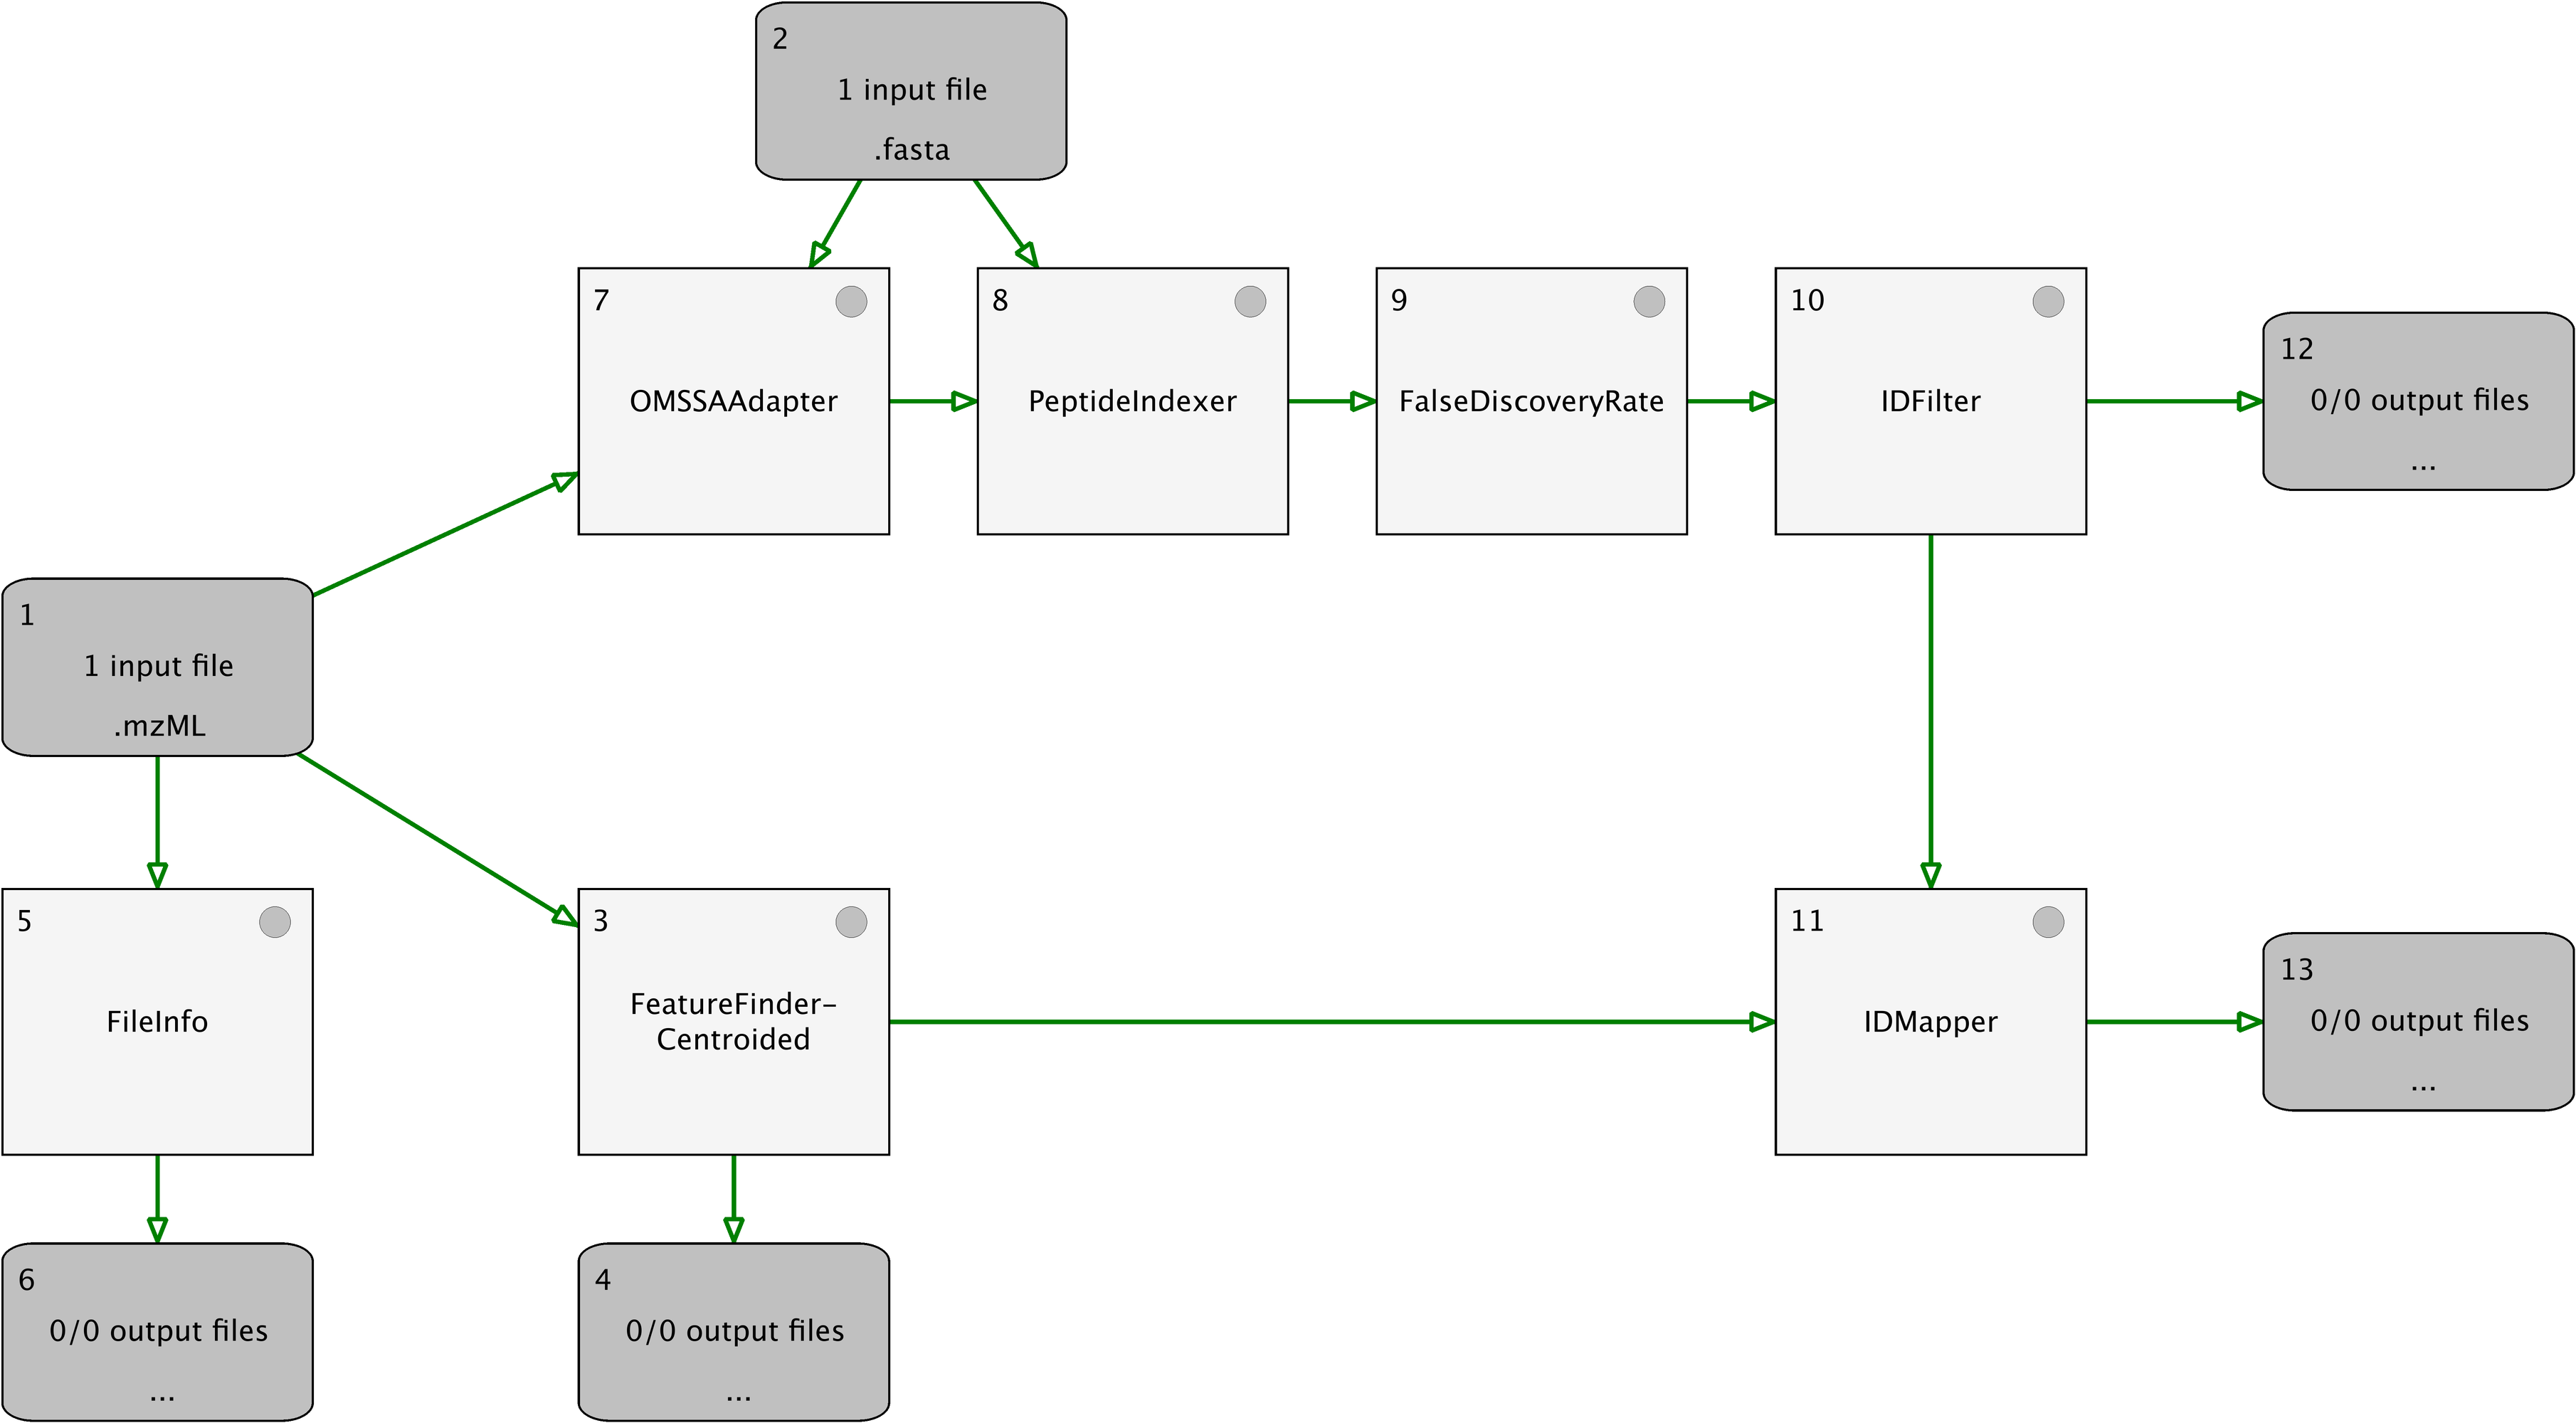 2
1 input file
.fasta
7
OMSSAAdapter
8
PeptideIndexer
9
FalseDiscoveryRate
10
IDFilter
12
0/0 output files
...
1
1 input file
.mzML
5
FileInfo
3
FeatureFinder-
Centroided
11
IDMapper
13
0/0 output files
...
6
0/0 output files
...
4
0/0 output files
...